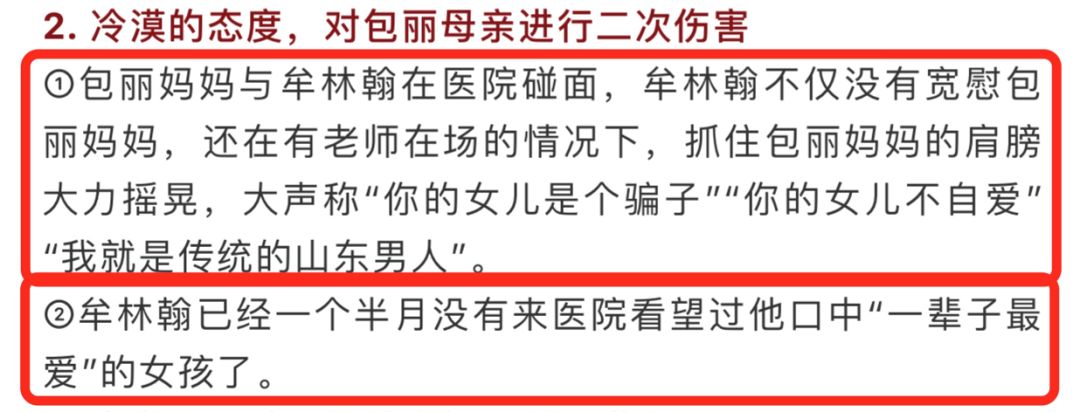 2. 冷漠的态度，对包丽母亲进行二次伤害
①包丽妈妈与牟林翰在医院碰面，牟林翰不仅没有宽慰包
丽妈妈，还在有老师在场的情况下，抓住包丽妈妈的肩膀
大力摇晃，大声称“你的女儿是个骗子”“你的女儿不自爱”
“我就是传统的山东男人”。
②牟林翰已经一个半月没有来医院看望过他口中“一辈子最
爱”的女孩了。